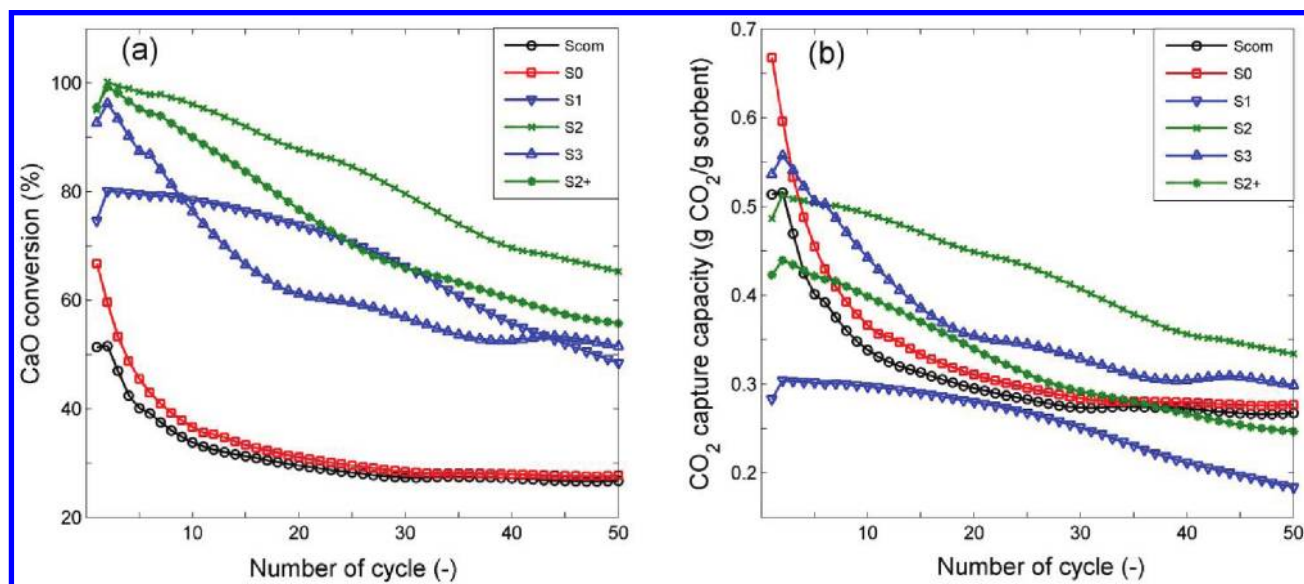 (a)
Scom
S0
S1
S2
S3
S2+
CaO conversion (%)
100
80
60
40
20
10
20
30
40
50
Number of cycle (-)
(b)
Scom
S0
S1
S2
S3
S2+
CO₂ capture capacity (g CO₂/g sorbent)
0.7
0.6
0.5
0.4
0.3
0.2
10
20
30
40
50
Number of cycle (-)